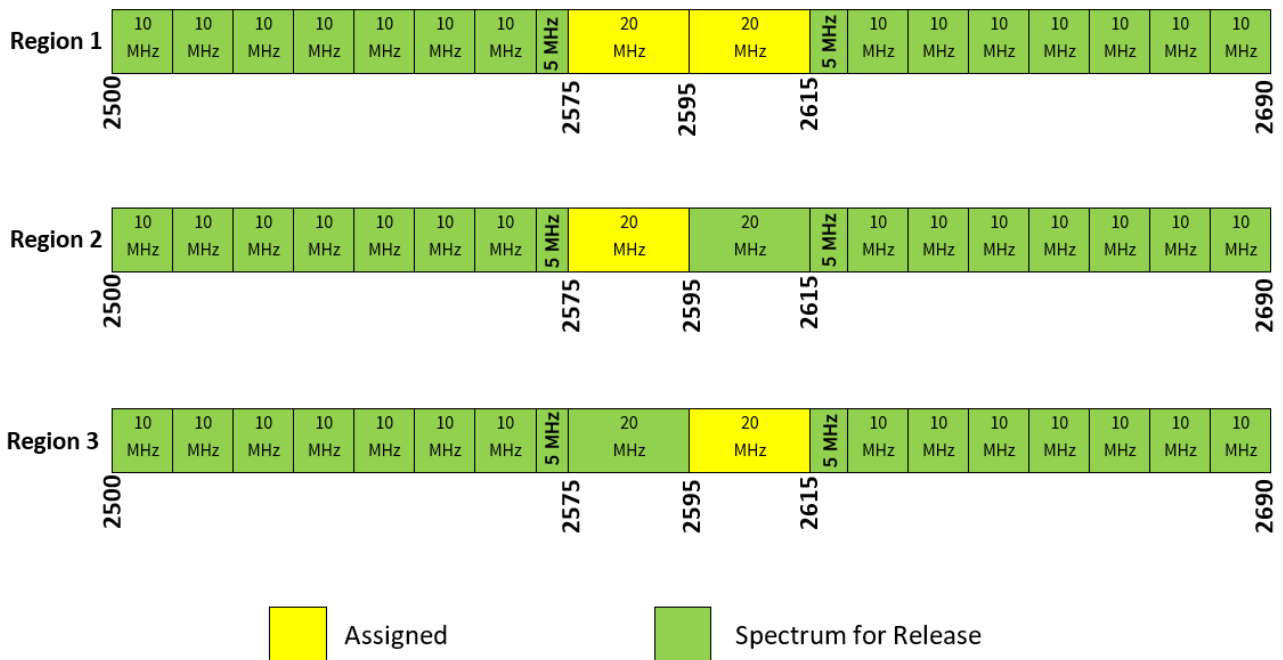 Region 1
10 10 10 10 10 10 10 5 MHz 20 20 5 MHz 10 10 10 10 10 10 10
MHz MHz MHz MHz MHz MHz MHz MHz MHz MHz MHz MHz MHz MHz MHz MHz
2500 2575 2595 2615 2690
Region 2
10 10 10 10 10 10 10 5 MHz 20 20 5 MHz 10 10 10 10 10 10 10
MHz MHz MHz MHz MHz MHz MHz MHz MHz MHz MHz MHz MHz MHz MHz MHz
2500 2575 2595 2615 2690
Region 3
10 10 10 10 10 10 10 5 MHz 20 20 5 MHz 10 10 10 10 10 10 10
MHz MHz MHz MHz MHz MHz MHz MHz MHz MHz MHz MHz MHz MHz MHz MHz
2500 2575 2595 2615 2690
Assigned
Spectrum for Release